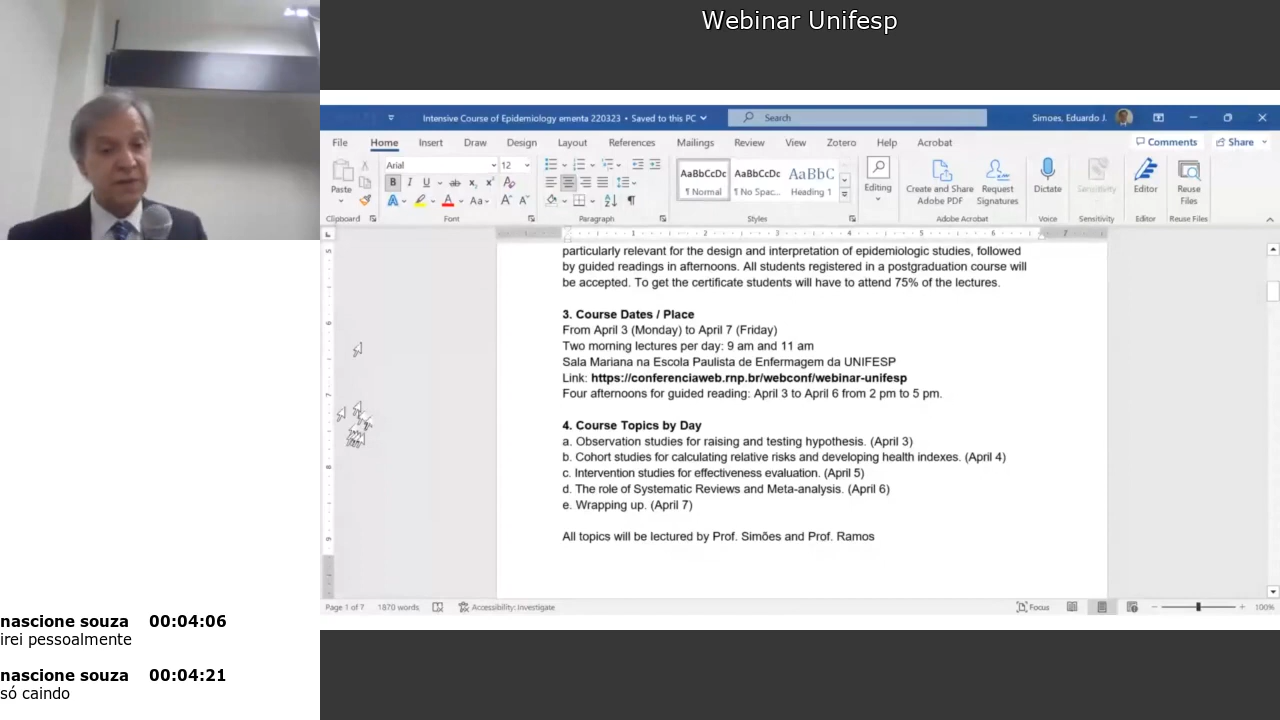 Webinar Unifesp
Intensive Course of Epidemiology ementa 220323 • Saved to this PC
Search
Simoes, Eduardo J.
File Home Insert Draw Design Layout References Mailings Review View Zotero Help Acrobat
Comments Share
Paste
Clipboard
Arial 12
B I U ab x₂ x²
A Aa A A
Font
Paragraph
AaBbCcDc AaBbCcDc AaBbC
¶ Normal ¶ No Spac... Heading 1
Styles
Editing
Create and Share Adobe PDF
Request Signatures
Adobe Acrobat
Dictate
Voice
Sensitivity
Sensitivity
Editor
Editor
Reuse Files
Reuse Files
1 2 3 4 5 6 7
particularly relevant for the design and interpretation of epidemiologic studies, followed
by guided readings in afternoons. All students registered in a postgraduation course will
be accepted. To get the certificate students will have to attend 75% of the lectures.
3. Course Dates / Place
From April 3 (Monday) to April 7 (Friday)
Two morning lectures per day: 9 am and 11 am
Sala Mariana na Escola Paulista de Enfermagem da UNIFESP
Link: https://conferenciaweb.rnp.br/webconf/webinar-unifesp
Four afternoons for guided reading: April 3 to April 6 from 2 pm to 5 pm.
4. Course Topics by Day
a. Observation studies for raising and testing hypothesis. (April 3)
b. Cohort studies for calculating relative risks and developing health indexes. (April 4)
c. Intervention studies for effectiveness evaluation. (April 5)
d. The role of Systematic Reviews and Meta-analysis. (April 6)
e. Wrapping up. (April 7)
All topics will be lectured by Prof. Simões and Prof. Ramos
Page 1 of 7 1870 words Accessibility: Investigate Focus 100%
nascione souza 00:04:06
irei pessoalmente
nascione souza 00:04:21
só caindo